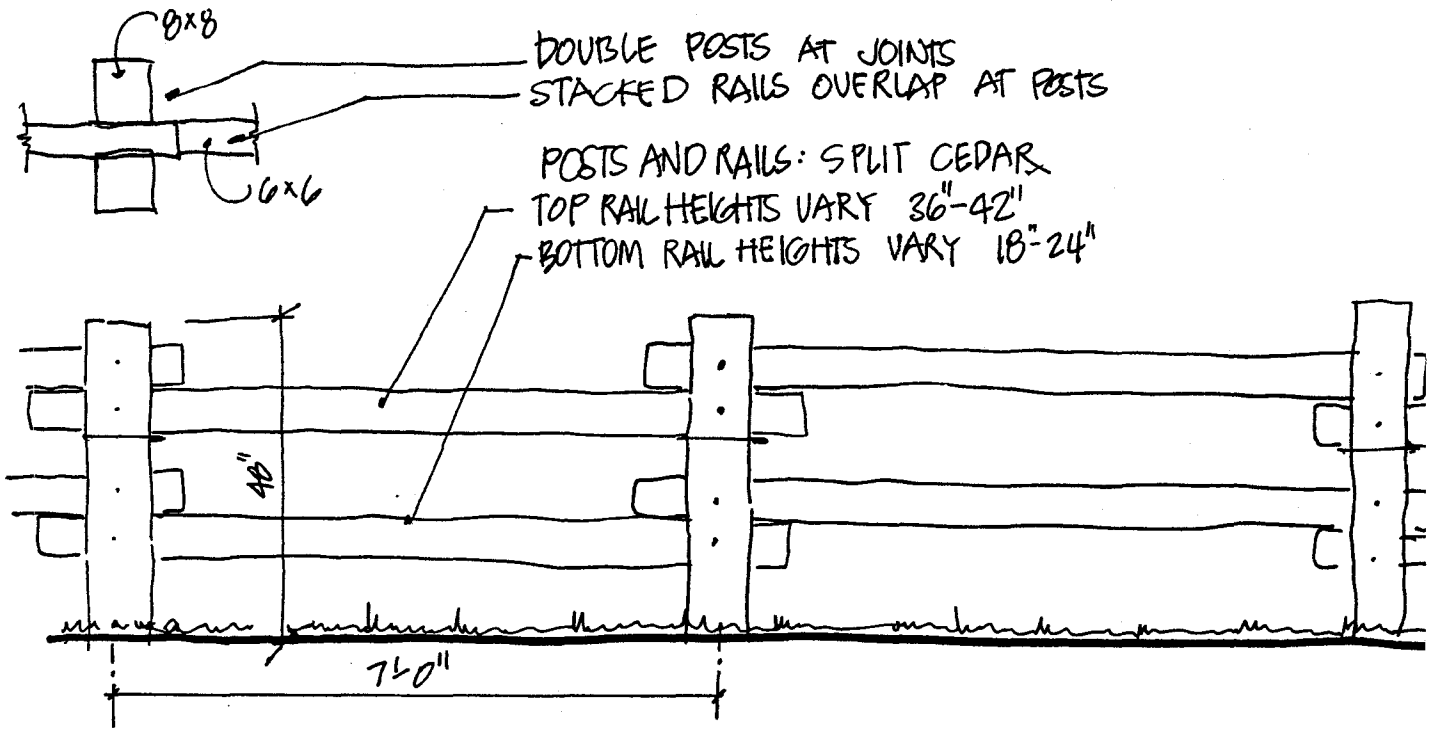 8x8
DOUBLE POSTS AT JOINTS
STACKED RAILS OVERLAP AT POSTS
POSTS AND RAILS: SPLIT CEDAR
6x6
TOP RAIL HEIGHTS VARY 36"-42"
BOTTOM RAIL HEIGHTS VARY 18"-24"
48"
7'-0"